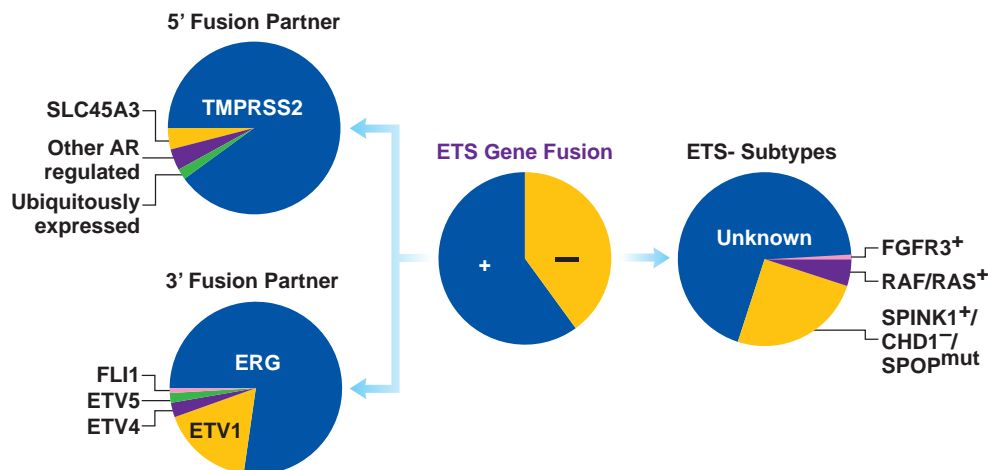 5’ Fusion Partner
TMPRSS2
SLC45A3
Other AR
regulated
Ubiquitously
expressed
3’ Fusion Partner
ERG
FLI1
ETV5
ETV4
ETV1
ETS Gene Fusion
+
−
ETS- Subtypes
Unknown
FGFR3⁺
RAF/RAS⁺
SPINK1⁺/
CHD1⁻/
SPOPᵐᵘᵗ